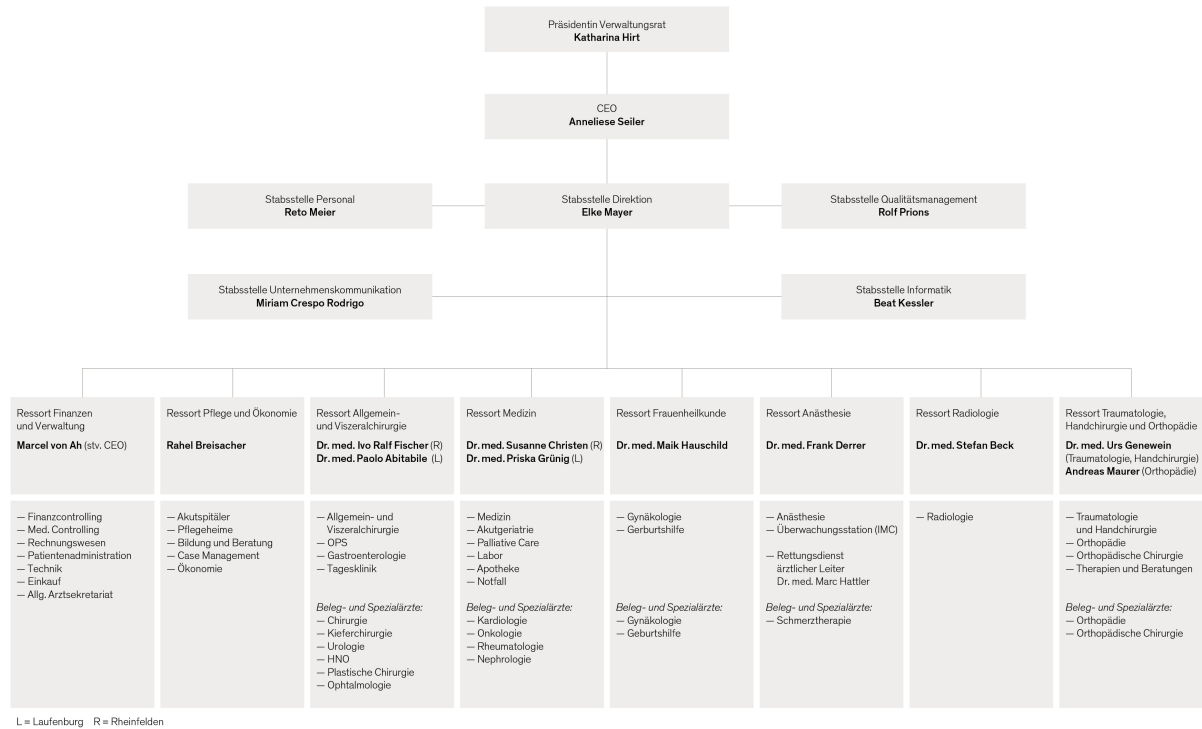 Präsidentin Verwaltungsrat
Katharina Hirt
CEO
Anneliese Seiler
Stabsstelle Personal
Reto Meier
Stabsstelle Direktion
Elke Mayer
Stabsstelle Qualitätsmanagement
Rolf Prions
Stabsstelle Unternehmenskommunikation
Miriam Crespo Rodrigo
Stabsstelle Informatik
Beat Kessler
Ressort Finanzen
und Verwaltung
Marcel von Ah (stv. CEO)
— Finanzcontrolling
— Med. Controlling
— Rechnungswesen
— Patientenadministration
— Technik
— Einkauf
— Allg. Arztsekretariat
Ressort Pflege und Ökonomie
Rahel Breisacher
— Akutspitäler
— Pflegeheime
— Bildung und Beratung
— Case Management
— Ökonomie
Ressort Allgemein-
und Viszeralchirurgie
Dr. med. Ivo Ralf Fischer (R)
Dr. med. Paolo Abitabile (L)
— Allgemein- und
Viszeralchirurgie
— OPS
— Gastroenterologie
— Tagesklinik
Beleg- und Spezialärzte:
— Chirurgie
— Kieferchirurgie
— Urologie
— HNO
— Plastische Chirurgie
— Ophtalmologie
Ressort Medizin
Dr. med. Susanne Christen (R)
Dr. med. Priska Grünig (L)
— Medizin
— Akutgeriatrie
— Palliative Care
— Labor
— Apotheke
— Notfall
Beleg- und Spezialärzte:
— Kardiologie
— Onkologie
— Rheumatologie
— Nephrologie
Ressort Frauenheilkunde
Dr. med. Maik Hauschild
— Gynäkologie
— Gerburtshilfe
Beleg- und Spezialärzte:
— Gynäkologie
— Geburtshilfe
Ressort Anästhesie
Dr. med. Frank Derrer
— Anästhesie
— Überwachungsstation (IMC)
— Rettungsdienst
ärztlicher Leiter
Dr. med. Marc Hattler
Beleg- und Spezialärzte:
— Schmerztherapie
Ressort Radiologie
Dr. med. Stefan Beck
— Radiologie
Ressort Traumatologie,
Handchirurgie und Orthopädie
Dr. med. Urs Genewein
(Traumatologie, Handchirurgie)
Andreas Maurer (Orthopädie)
— Traumatologie
und Handchirurgie
— Orthopädie
— Orthopädische Chirurgie
— Therapien und Beratungen
Beleg- und Spezialärzte:
— Orthopädie
— Orthopädische Chirurgie
L = Laufenburg R = Rheinfelden